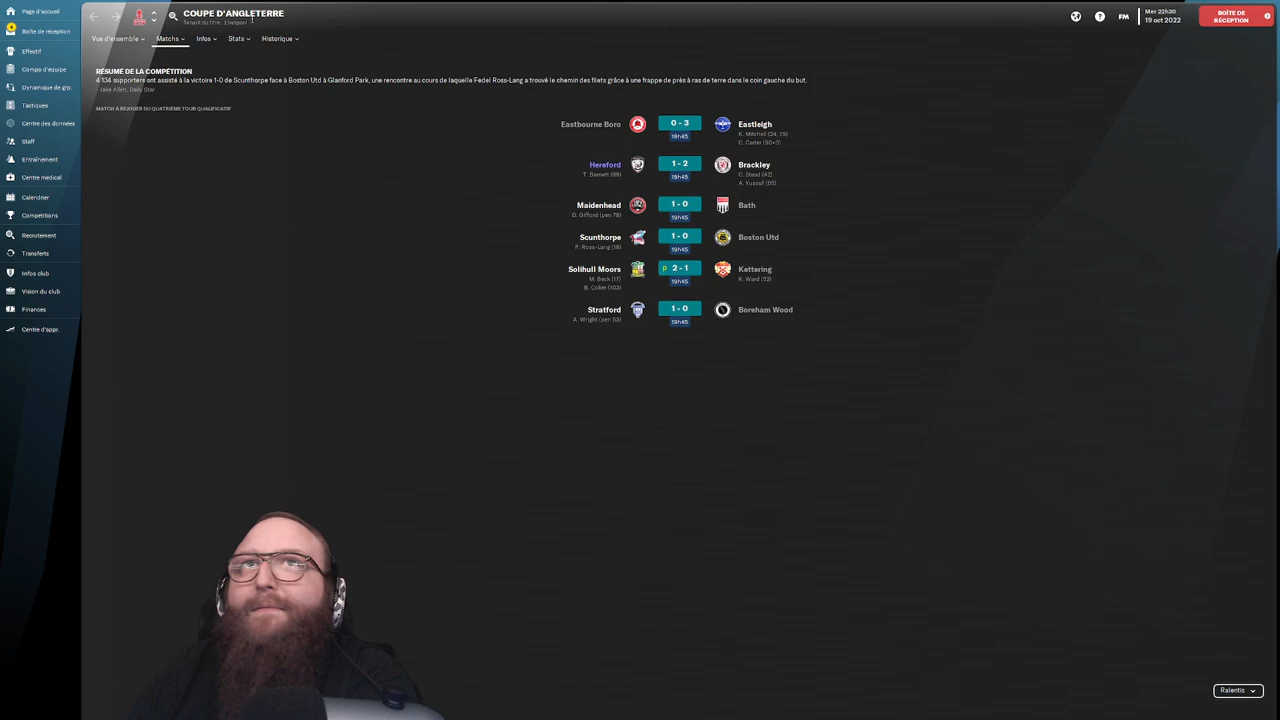 Page d'accueil
4
Boîte de réception
Effectif
Compo d'équipe
Dynamique de grp.
Tactiques
Centre des données
Staff
Entraînement
Centre médical
Calendrier
Compétitions
Recrutement
Transferts
Infos club
Vision du club
Finances
Centre d'appr.
COUPE D'ANGLETERRE
Tenant du titre: Liverpool
FM
Mer 22h30
19 oct 2022
BOÎTE DE
RÉCEPTION
Vue d'ensemble
Matchs
Infos
Stats
Historique
RÉSUMÉ DE LA COMPÉTITION
4 134 supporters ont assisté à la victoire 1-0 de Scunthorpe face à Boston Utd à Glanford Park, une rencontre au cours de laquelle Fedel Ross-Lang a trouvé le chemin des filets grâce à une frappe de près à ras de terre dans le coin gauche du but.
- Jake Allen, Daily Star
MATCH À REJOUER DU QUATRIÈME TOUR QUALIFICATIF
Eastbourne Boro 0 - 3 Eastleigh
19h45
K. Mitchell (24, 79)
C. Carter (90+3)
Hereford 1 - 2 Brackley
T. Barnett (89) 19h45 C. Stead (42)
A. Yussuf (66)
Maidenhead 1 - 0 Bath
D. Gifford (pen 78) 19h45
Scunthorpe 1 - 0 Boston Utd
F. Ross-Lang (18) 19h45
Solihull Moors p 2 - 1 Kettering
M. Beck (17) 19h45 K. Ward (52)
B. Coker (103)
Stratford 1 - 0 Boreham Wood
A. Wright (pen 53) 19h45
Ralentis